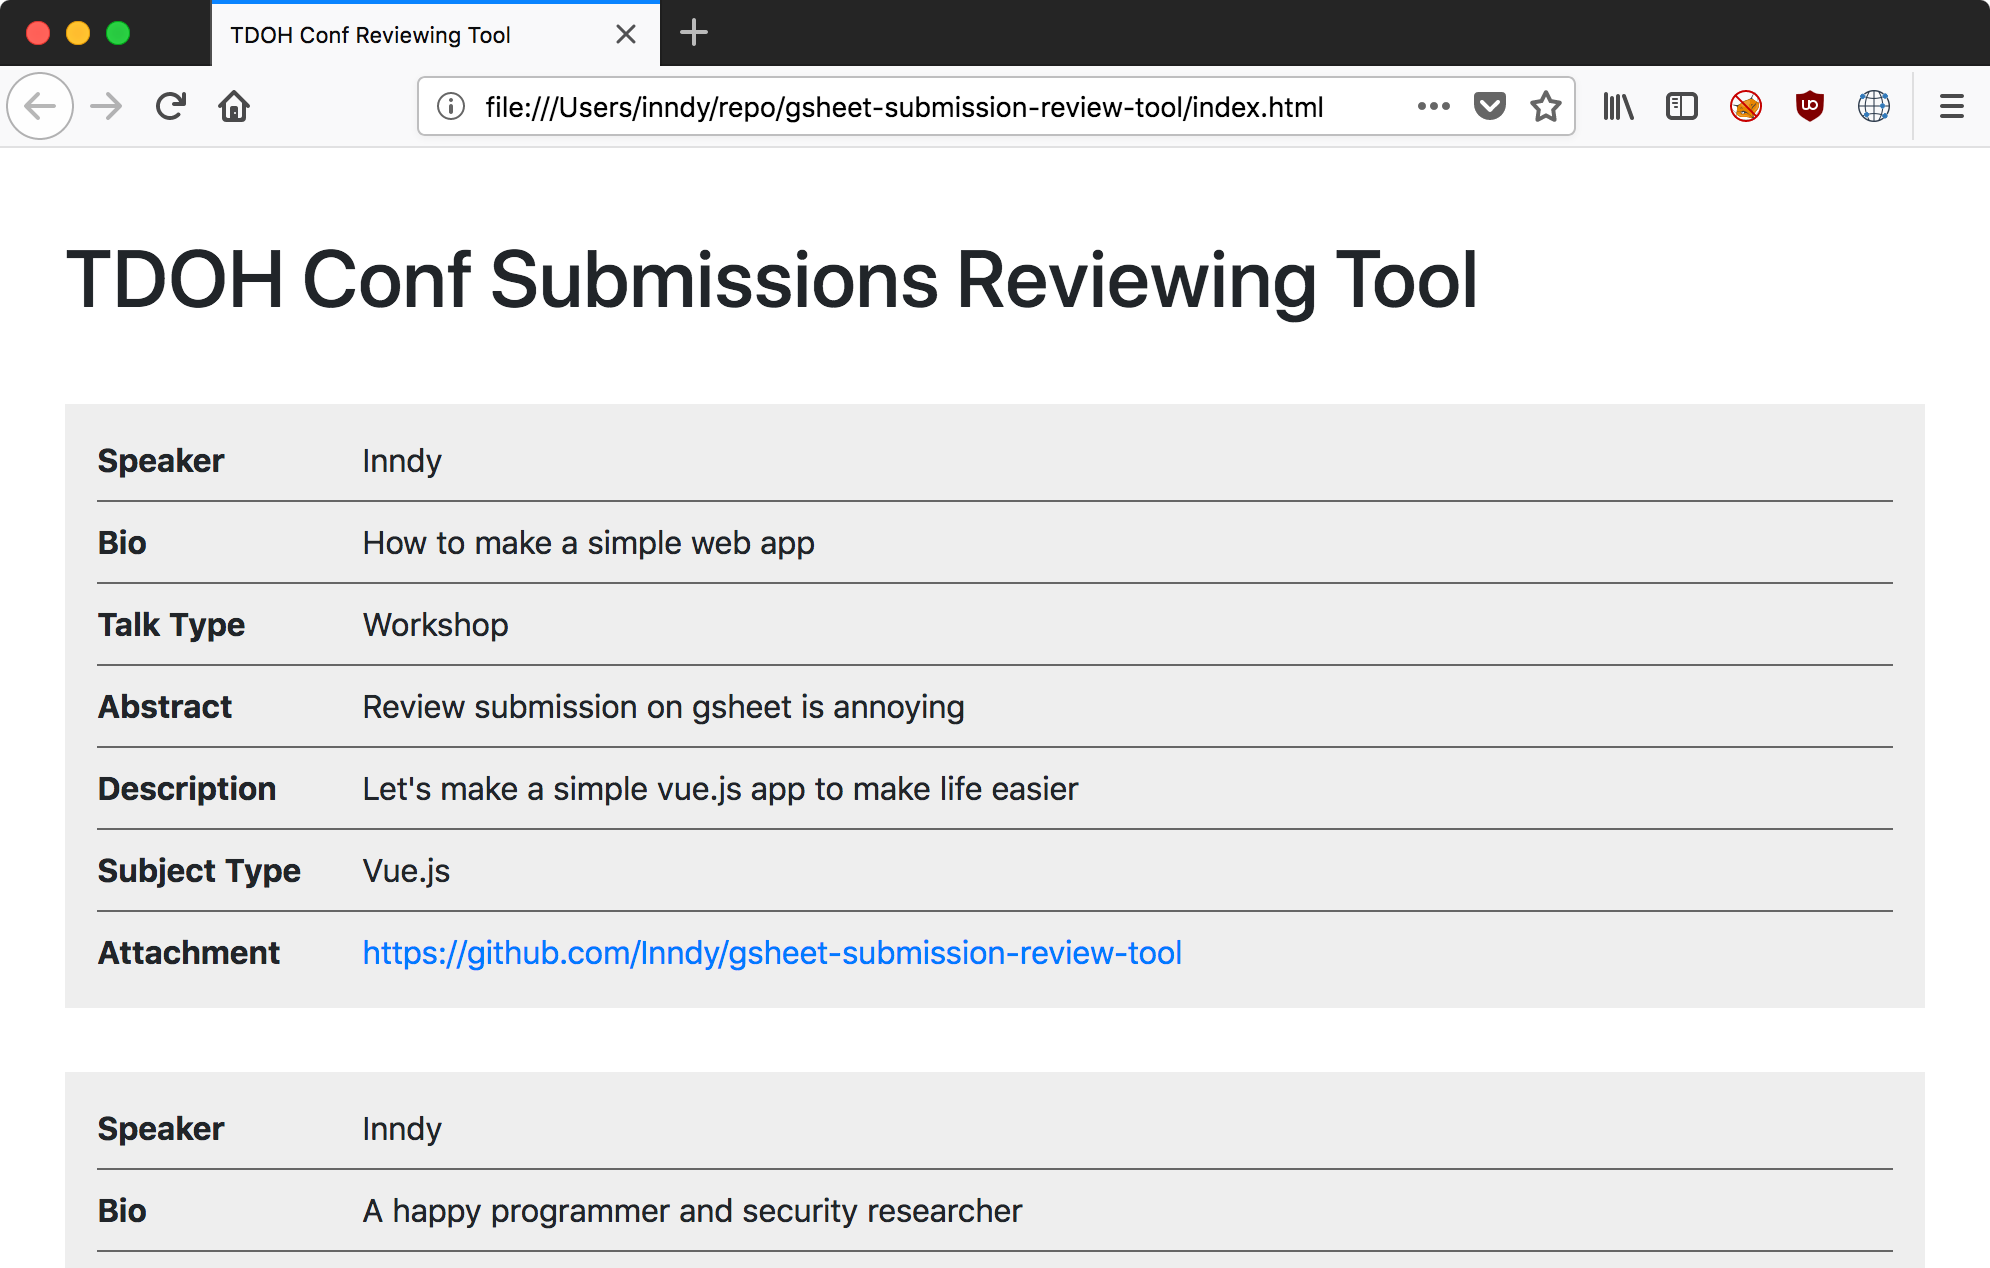 TDOH Conf Reviewing Tool
file:///Users/inndy/repo/gsheet-submission-review-tool/index.html
TDOH Conf Submissions Reviewing Tool
Speaker Inndy
Bio How to make a simple web app
Talk Type Workshop
Abstract Review submission on gsheet is annoying
Description Let's make a simple vue.js app to make life easier
Subject Type Vue.js
Attachment https://github.com/Inndy/gsheet-submission-review-tool
Speaker Inndy
Bio A happy programmer and security researcher